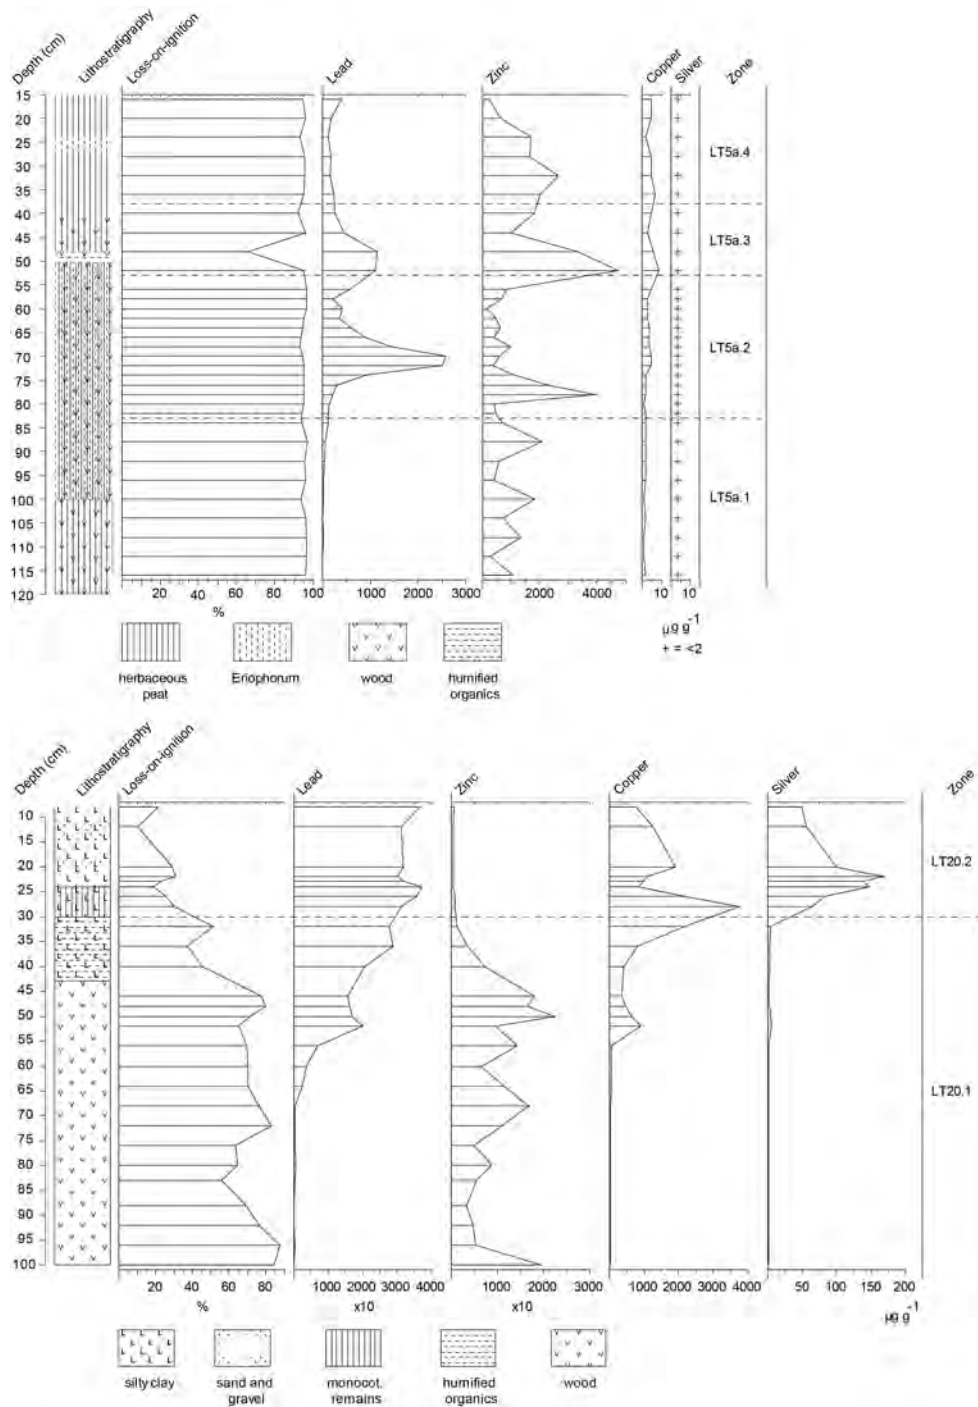 Depth (cm)
Lithostratigraphy
Loss-on-ignition
Lead
Zinc
Copper
Silver
Zone
15
20
25
30
35
40
45
50
55
60
65
70
75
80
85
90
95
100
105
110
115
120
LT5a.4
LT5a.3
LT5a.2
LT5a.1
20 40 60 80 100
1000 2000 3000
2000 4000
10
10
%
µg g-1
+ = <2
herbaceous peat
Eriophorum
wood
humified organics
Depth (cm)
Lithostratigraphy
Loss-on-ignition
Lead
Zinc
Copper
Silver
Zone
10
15
20
25
30
35
40
45
50
55
60
65
70
75
80
85
90
95
100
LT20.2
LT20.1
20 40 60 80
1000 2000 3000 4000
1000 2000 3000
1000 2000 3000 4000
50 100 150 200
%
x10
x10
µg g-1
silty clay
sand and gravel
monocot. remains
humified organics
wood